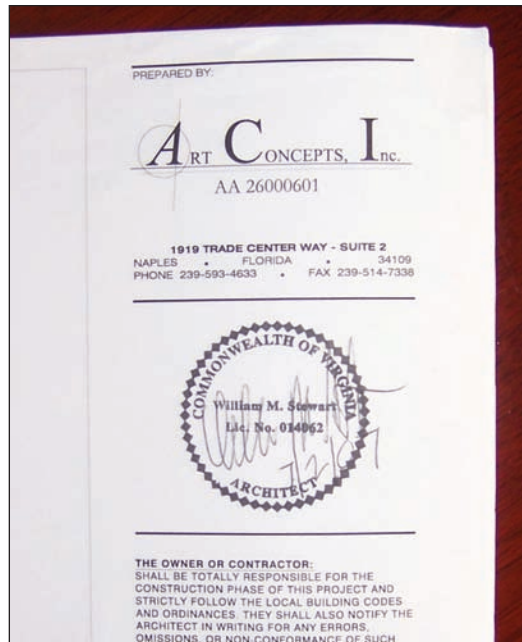 PREPARED BY:
ART CONCEPTS, Inc.
AA 26000601
1919 TRADE CENTER WAY - SUITE 2
NAPLES • FLORIDA • 34109
PHONE 239-593-4633 • FAX 239-514-7338
COMMONWEALTH OF VIRGINIA
William M. Stewart
Lic. No. 014062
ARCHITECT
THE OWNER OR CONTRACTOR:
SHALL BE TOTALLY RESPONSIBLE FOR THE
CONSTRUCTION PHASE OF THIS PROJECT AND
STRICTLY FOLLOW THE LOCAL BUILDING CODES
AND ORDINANCES. THEY SHALL ALSO NOTIFY THE
ARCHITECT IN WRITING FOR ANY ERRORS,
OMISSIONS, OR NON-CONFORMANCE OF SUCH